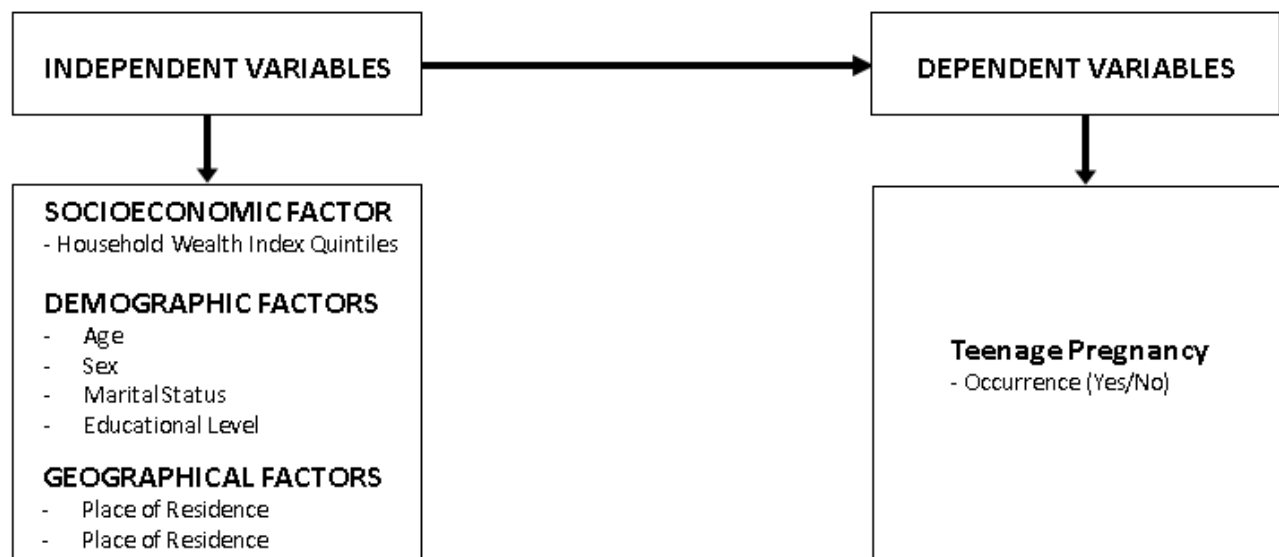 INDEPENDENT VARIABLES
DEPENDENT VARIABLES
SOCIOECONOMIC FACTOR
- Household Wealth Index Quintiles
DEMOGRAPHIC FACTORS
- Age
- Sex
- Marital Status
- Educational Level
GEOGRAPHICAL FACTORS
- Place of Residence
- Place of Residence
Teenage Pregnancy
- Occurrence (Yes/No)